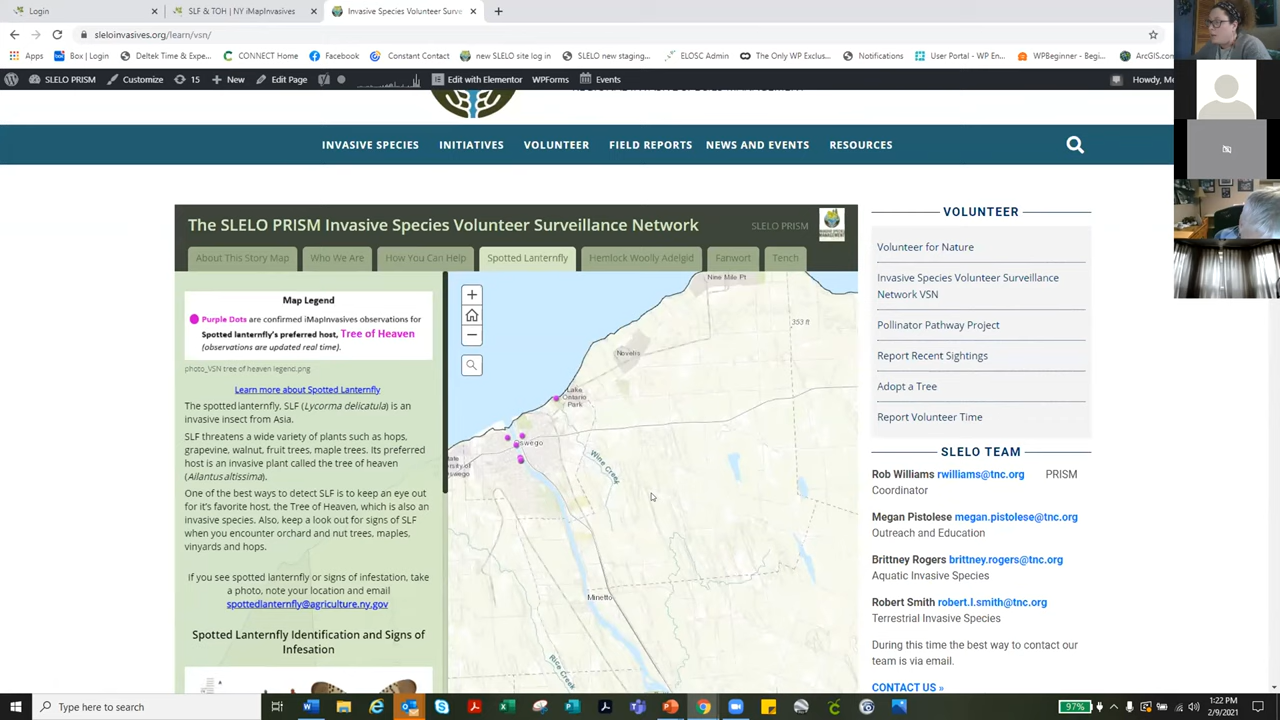 Login
SLF & TOH | NY iMapInvasives
Invasive Species Volunteer Surve
sleloinvasives.org/learn/vsn/
Apps
Box | Login
Deltek Time & Expe...
CONNECT Home
Facebook
Constant Contact
new SLELO site log in
SLELO new staging...
ELOSC Admin
The Only WP Exclus...
Notifications
User Portal - WP En...
WPBeginner - Begi...
ArcGIS.com
SLELO PRISM
Customize
15
New
Edit Page
Edit with Elementor
WPForms
Events
Howdy, Me
INVASIVE SPECIES
INITIATIVES
VOLUNTEER
FIELD REPORTS
NEWS AND EVENTS
RESOURCES
The SLELO PRISM Invasive Species Volunteer Surveillance Network
SLELO PRISM
About This Story Map
Who We Are
How You Can Help
Spotted Lanternfly
Hemlock Woolly Adelgid
Fanwort
Tench
Map Legend
Purple Dots are confirmed iMapInvasives observations for
Spotted lanternfly's preferred host, Tree of Heaven
(observations are updated real time).
photo_VSN tree of heaven legend.png
Learn more about Spotted Lanternfly
The spotted lanternfly, SLF (Lycorma delicatula) is an
invasive insect from Asia.
SLF threatens a wide variety of plants such as hops,
grapevine, walnut, fruit trees, maple trees. Its preferred
host is an invasive plant called the tree of heaven
(Ailantus altissima).
One of the best ways to detect SLF is to keep an eye out
for it's favorite host, the Tree of Heaven, which is also an
invasive species. Also, keep a look out for signs of SLF
when you encounter orchard and nut trees, maples,
vinyards and hops.
If you see spotted lanternfly or signs of infestation, take
a photo, note your location and email
spottedlanternfly@agriculture.ny.gov
Spotted Lanternfly Identification and Signs of
Infesation
Nine Mile Pt
353 ft
Novelis
Lake
Ontario
Park
Oswego
Wine Creek
Minetto
Rice Creek
VOLUNTEER
Volunteer for Nature
Invasive Species Volunteer Surveillance
Network VSN
Pollinator Pathway Project
Report Recent Sightings
Adopt a Tree
Report Volunteer Time
SLELO TEAM
Rob Williams rwilliams@tnc.org PRISM
Coordinator
Megan Pistolese megan.pistolese@tnc.org
Outreach and Education
Brittney Rogers brittney.rogers@tnc.org
Aquatic Invasive Species
Robert Smith robert.l.smith@tnc.org
Terrestrial Invasive Species
During this time the best way to contact our
team is via email.
CONTACT US »
Type here to search
97%
1:22 PM
2/9/2021